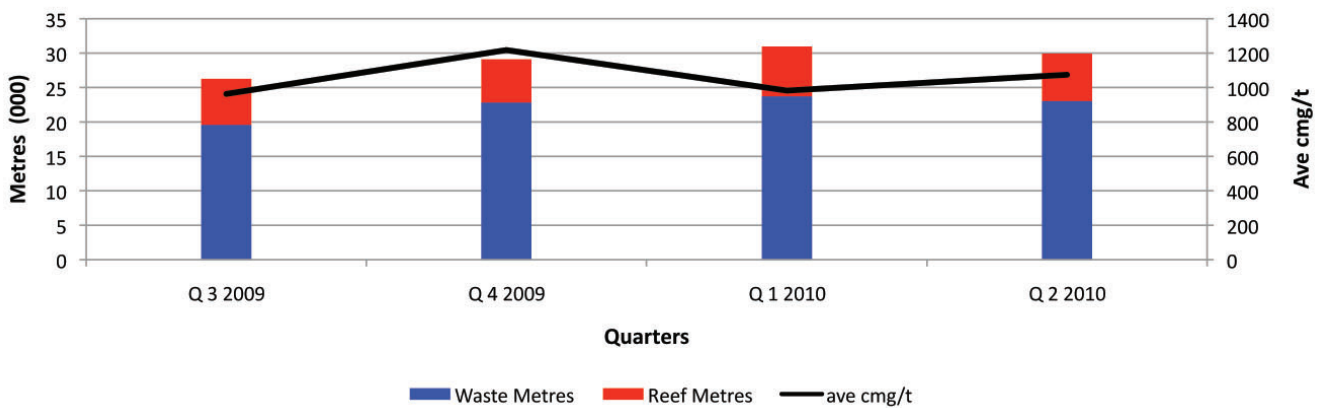 Metres (000)
35
30
25
20
15
10
5
0
1400
1200
1000
800
600
400
200
0
Ave cmg/t
Q 3 2009
Q 4 2009
Q 1 2010
Q 2 2010
Quarters
Waste Metres
Reef Metres
ave cmg/t